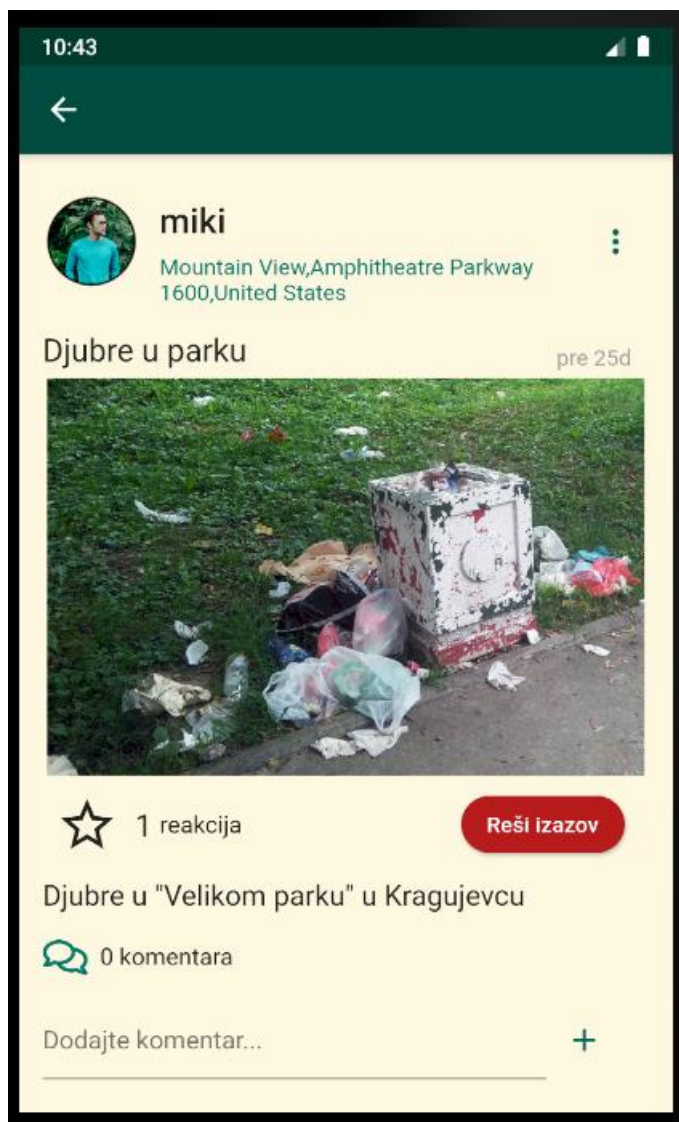 10:43
miki
Mountain View,Amphitheatre Parkway
1600,United States
Djubre u parku
pre 25d
1 reakcija
Reši izazov
Djubre u "Velikom parku" u Kragujevcu
0 komentara
Dodajte komentar...
+